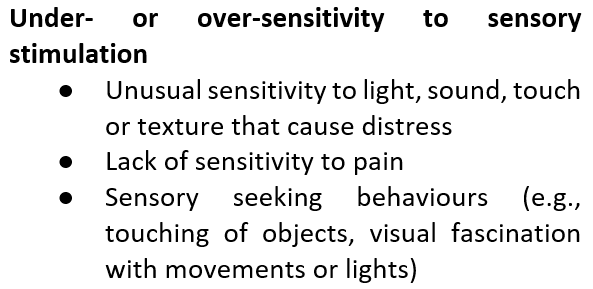 Under- or over-sensitivity to sensory
stimulation
● Unusual sensitivity to light, sound, touch
or texture that cause distress
● Lack of sensitivity to pain
● Sensory seeking behaviours (e.g.,
touching of objects, visual fascination
with movements or lights)